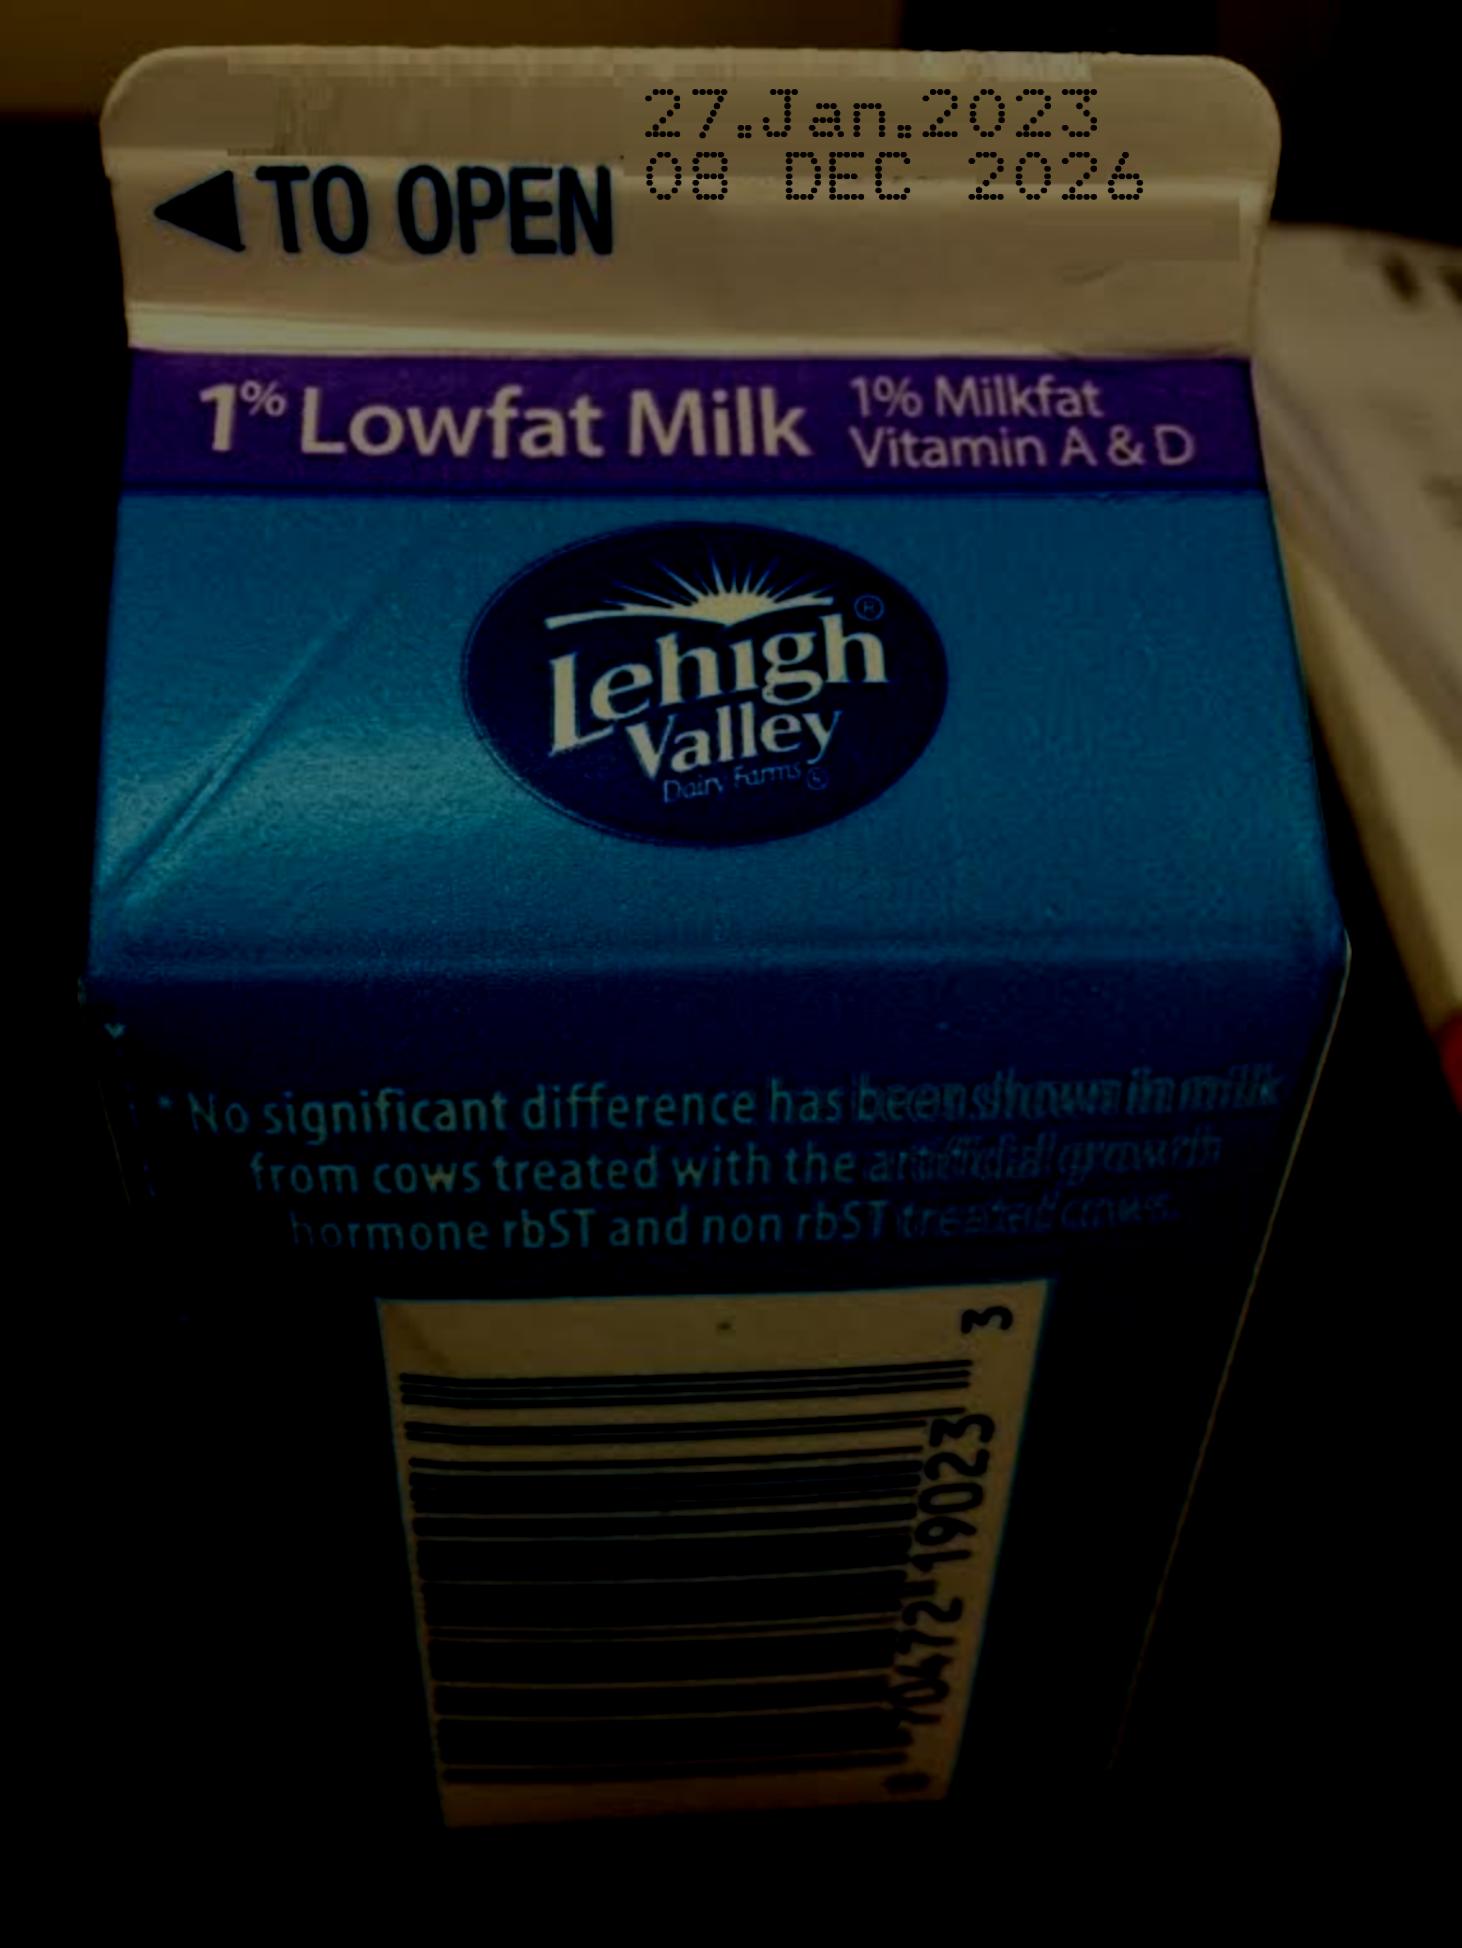 27.Jan.2023
08 DEC 2026
TO OPEN
1% Lowfat Milk
1% Milkfat
Vitamin A & D
Lehigh®
Valley
Dairy Farms®
* No significant difference has been shown in milk
from cows treated with the artificial growth
hormone rbST and non rbST treated cows.
0 70472 19023 3